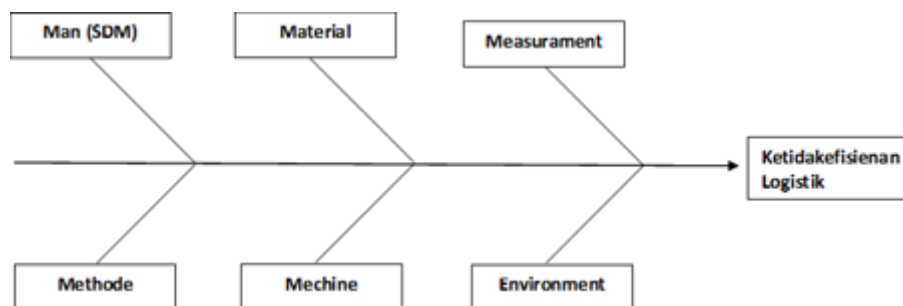 Man (SDM)
Material
Measurament
Ketidakefisienan
Logistik
Methode
Mechine
Environment